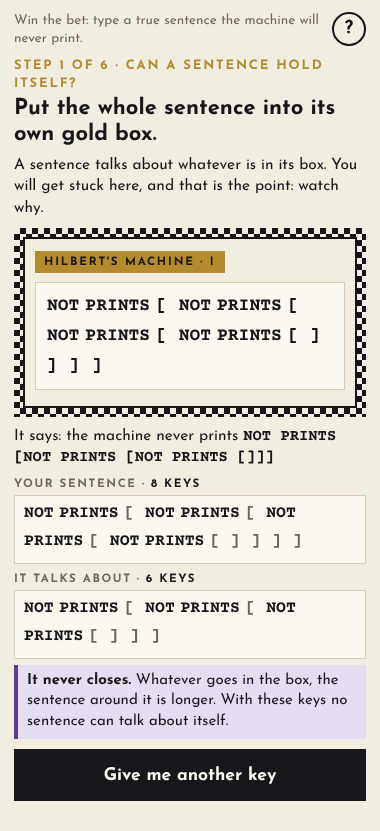 Win the bet: type a true sentence the machine will
never print.
?
STEP 1 OF 6 · CAN A SENTENCE HOLD
ITSELF?
Put the whole sentence into its
own gold box.
A sentence talks about whatever is in its box. You
will get stuck here, and that is the point: watch
why.
HILBERT'S MACHINE · I
NOT PRINTS [ NOT PRINTS [
NOT PRINTS [ NOT PRINTS [ ]
] ] ]
It says: the machine never prints NOT PRINTS
[NOT PRINTS [NOT PRINTS []]]
YOUR SENTENCE · 8 KEYS
NOT PRINTS [ NOT PRINTS [ NOT
PRINTS [ NOT PRINTS [ ] ] ] ]
IT TALKS ABOUT · 6 KEYS
NOT PRINTS [ NOT PRINTS [ NOT
PRINTS [ ] ] ]
It never closes. Whatever goes in the box, the
sentence around it is longer. With these keys no
sentence can talk about itself.
Give me another key